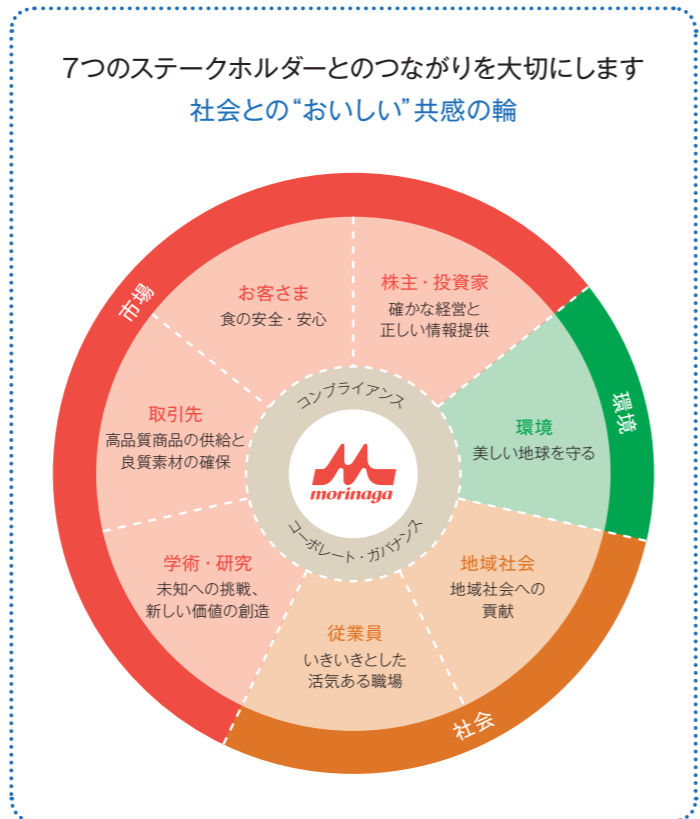 7つのステークホルダーとのつながりを大切にします
社会との“おいしい”共感の輪
市場
お客さま
食の安全・安心
株主・投資家
確かな経営と
正しい情報提供
取引先
高品質商品の供給と
良質素材の確保
コンプライアンス
morinaga
コーポレート・ガバナンス
環境
環境
美しい地球を守る
学術・研究
未知への挑戦、
新しい価値の創造
従業員
いきいきとした
活気ある職場
地域社会
地域社会への
貢献
社会